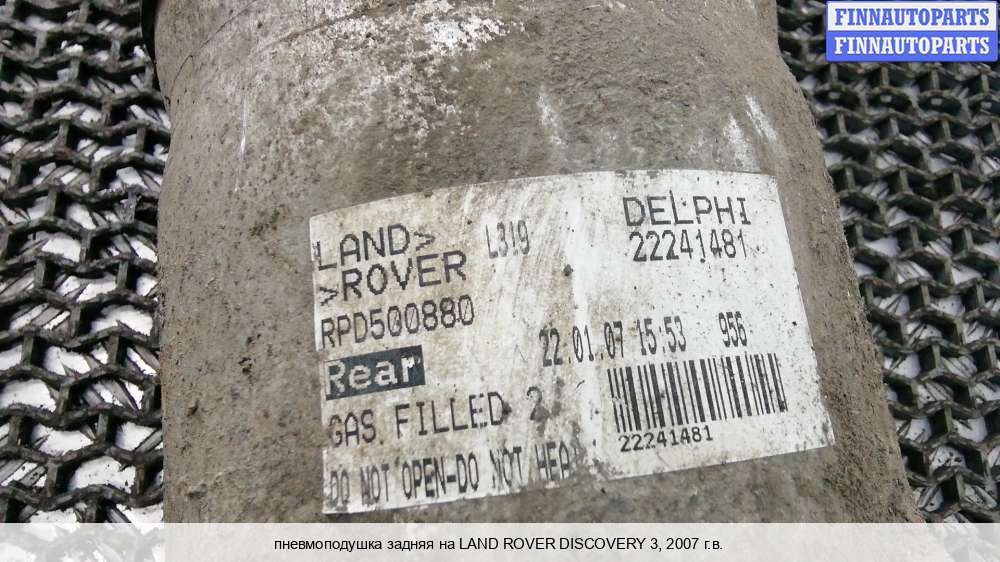 FINNAUTOPARTS
FINNAUTOPARTS
LAND> L319
>ROVER
RPD500880
Rear
GAS FILLED 2
DO NOT OPEN-DO NOT HEA
DELPHI
22241481
22.01.07 15:53 956
22241481
пневмоподушка задняя на LAND ROVER DISCOVERY 3, 2007 г.в.